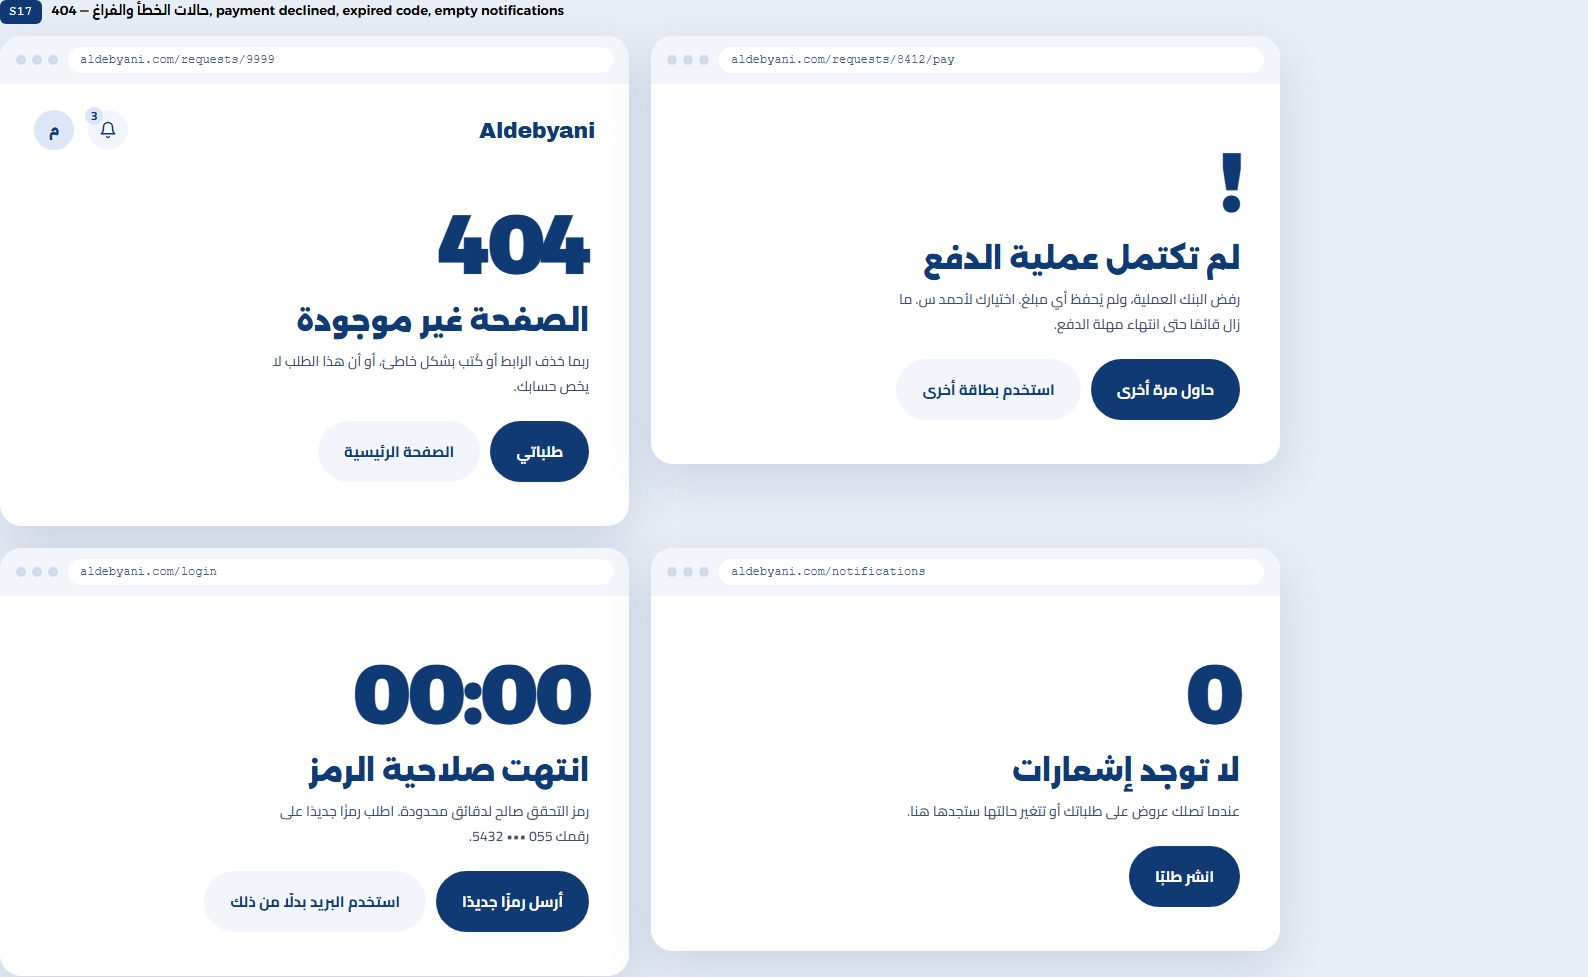 S17 حالات الخطأ والفراغ — 404, payment declined, expired code, empty notifications
aldebyani.com/requests/9999
Aldebyani
3
م
404
الصفحة غير موجودة
ربما حُذف الرابط أو كُتب بشكل خاطئ، أو أن هذا الطلب لا
يخص حسابك.
طلباتي
الصفحة الرئيسية
aldebyani.com/requests/8412/pay
!
لم تكتمل عملية الدفع
رفض البنك العملية، ولم يُحفظ أي مبلغ. اختيارك لأحمد س. ما
زال قائمًا حتى انتهاء مهلة الدفع.
حاول مرة أخرى
استخدم بطاقة أخرى
aldebyani.com/login
00:00
انتهت صلاحية الرمز
رمز التحقق صالح لدقائق محدودة. اطلب رمزًا جديدًا على
رقمك 055 ••• 5432.
أرسل رمزًا جديدًا
استخدم البريد بدلًا من ذلك
aldebyani.com/notifications
0
لا توجد إشعارات
عندما تصلك عروض على طلباتك أو تتغير حالتها ستجدها هنا.
انشر طلبًا